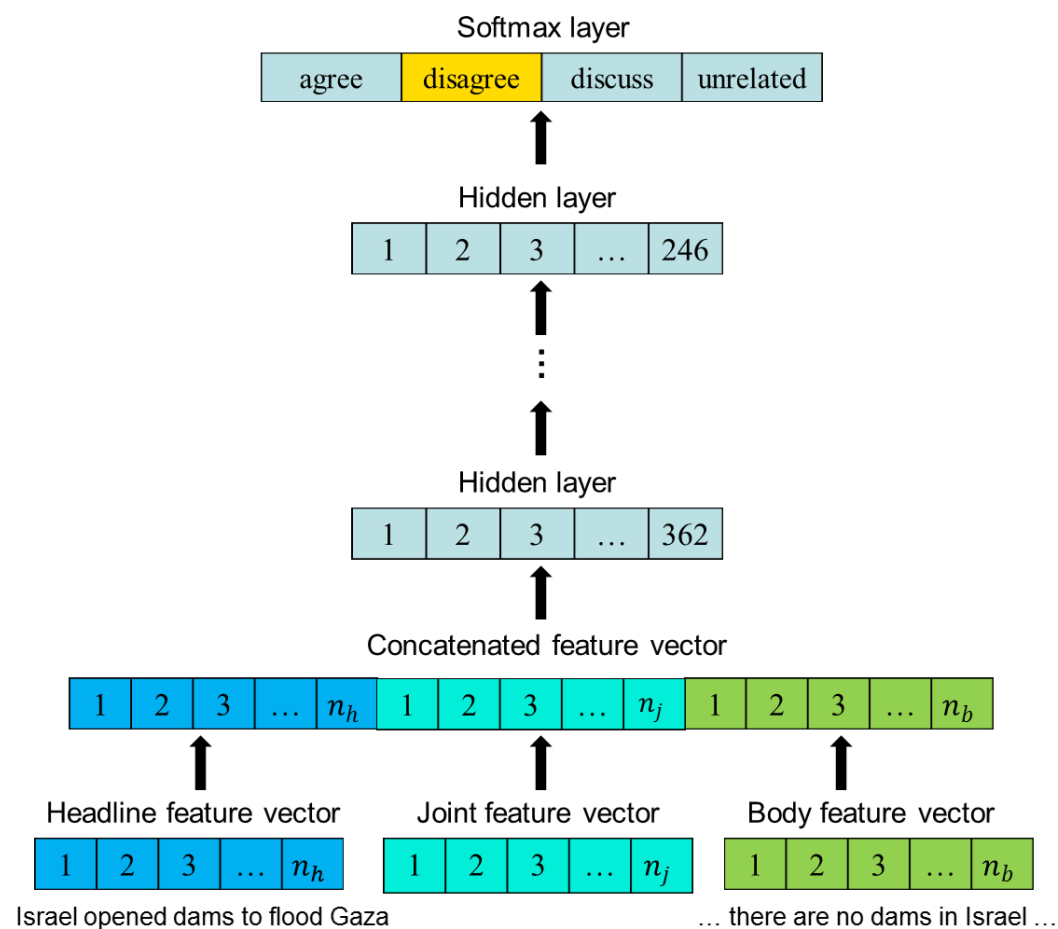 Softmax layer
agree disagree discuss unrelated
Hidden layer
1 2 3 … 246
⋮
Hidden layer
1 2 3 … 362
Concatenated feature vector
1 2 3 … n_h 1 2 3 … n_j 1 2 3 … n_b
Headline feature vector Joint feature vector Body feature vector
1 2 3 … n_h 1 2 3 … n_j 1 2 3 … n_b
Israel opened dams to flood Gaza … there are no dams in Israel …